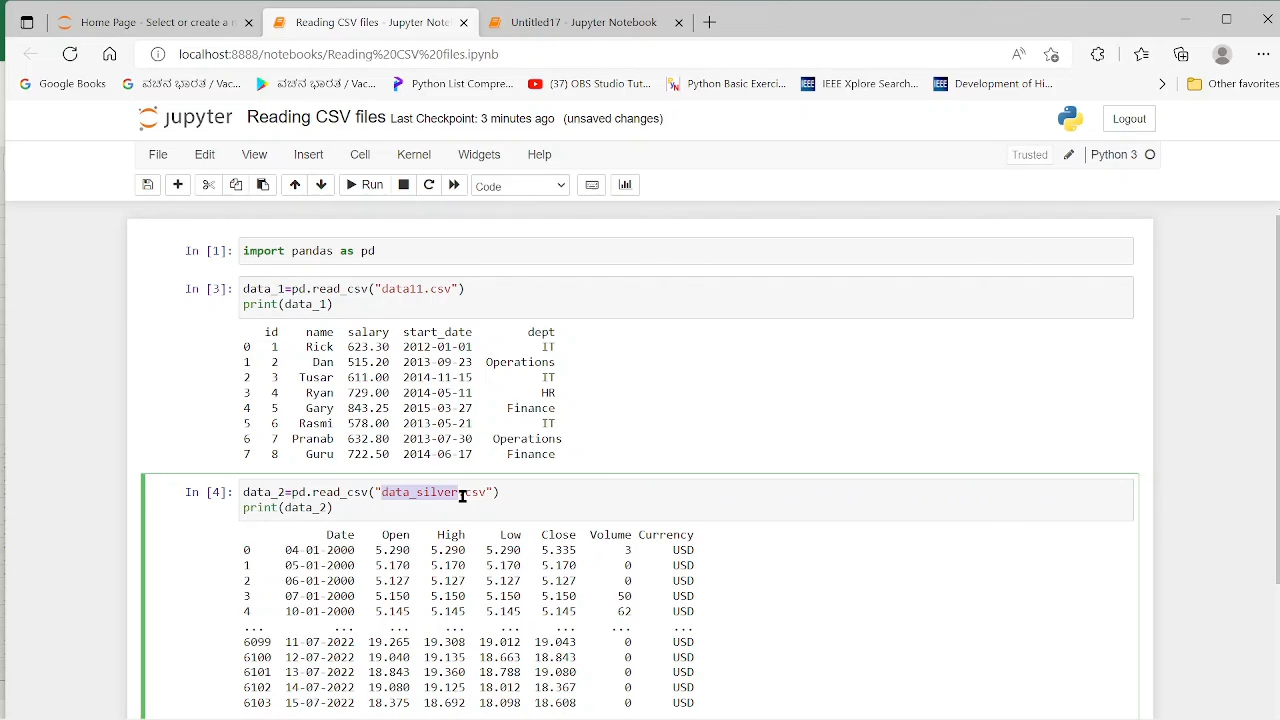 Home Page - Select or create a n
Reading CSV files - Jupyter Note
Untitled17 - Jupyter Notebook
localhost:8888/notebooks/Reading%20CSV%20files.ipynb
Google Books
ಪವತ ಭಾರತ / Vac...
ಪವತ ಭಾರತ / Vac...
Python List Compre...
(37) OBS Studio Tut...
Python Basic Exerci...
IEEE Xplore Search...
Development of Hi...
Other favorites
jupyter Reading CSV files Last Checkpoint: 3 minutes ago (unsaved changes)
Logout
File Edit View Insert Cell Kernel Widgets Help
Trusted Python 3
Run Code
In [1]: import pandas as pd
In [3]: data_1=pd.read_csv("data11.csv")
print(data_1)
id name salary start_date dept
0 1 Rick 623.30 2012-01-01 IT
1 2 Dan 515.20 2013-09-23 Operations
2 3 Tusar 611.00 2014-11-15 IT
3 4 Ryan 729.00 2014-05-11 HR
4 5 Gary 843.25 2015-03-27 Finance
5 6 Rasmi 578.00 2013-05-21 IT
6 7 Pranab 632.80 2013-07-30 Operations
7 8 Guru 722.50 2014-06-17 Finance
In [4]: data_2=pd.read_csv("data_silver.csv")
print(data_2)
Date Open High Low Close Volume Currency
0 04-01-2000 5.290 5.290 5.290 5.335 3 USD
1 05-01-2000 5.170 5.170 5.170 5.170 0 USD
2 06-01-2000 5.127 5.127 5.127 5.127 0 USD
3 07-01-2000 5.150 5.150 5.150 5.150 50 USD
4 10-01-2000 5.145 5.145 5.145 5.145 62 USD
... ... ... ... ... ... ... ...
6099 11-07-2022 19.265 19.308 19.012 19.043 0 USD
6100 12-07-2022 19.040 19.135 18.663 18.843 0 USD
6101 13-07-2022 18.843 19.360 18.788 19.080 0 USD
6102 14-07-2022 19.080 19.125 18.012 18.367 0 USD
6103 15-07-2022 18.375 18.692 18.098 18.608 0 USD